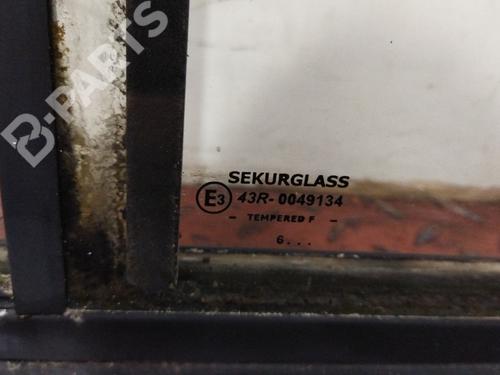 B-PARTS
SEKURGLASS
E3 43R-0049134
- TEMPERED F -
6...